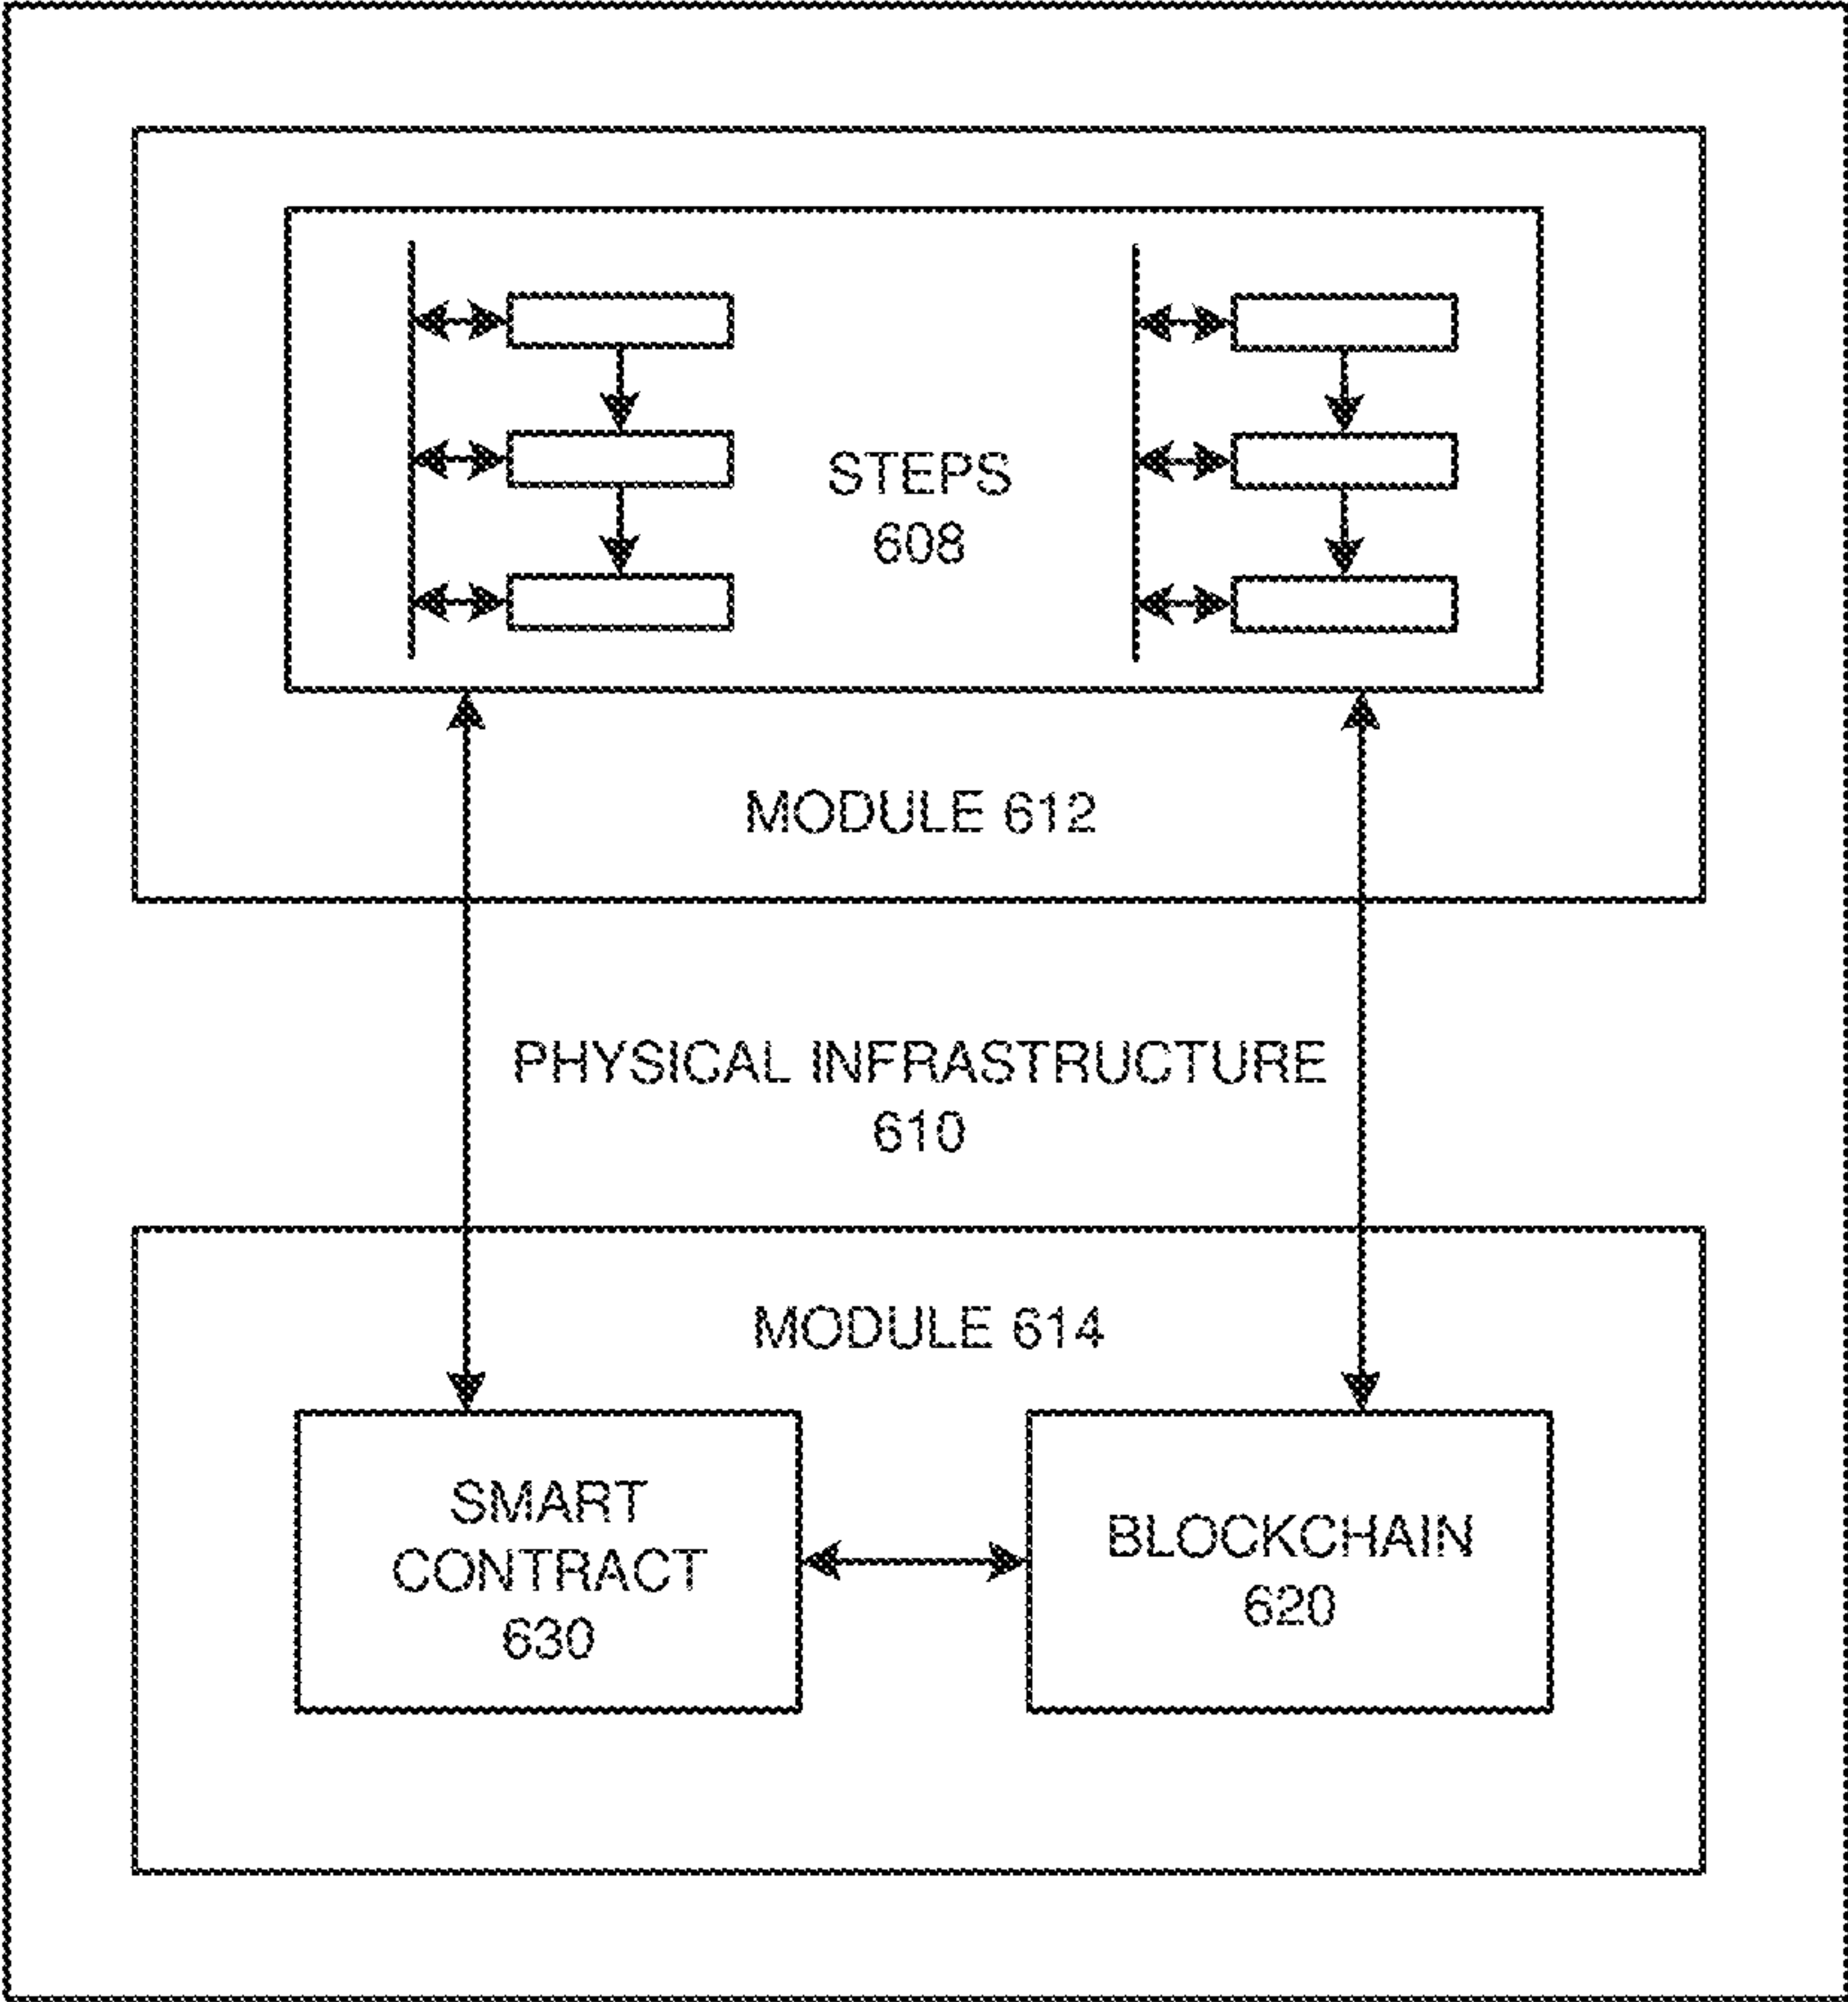 STEPS
608
MODULE 612
PHYSICAL INFRASTRUCTURE
610
MODULE 614
SMART
CONTRACT
630
BLOCKCHAIN
620